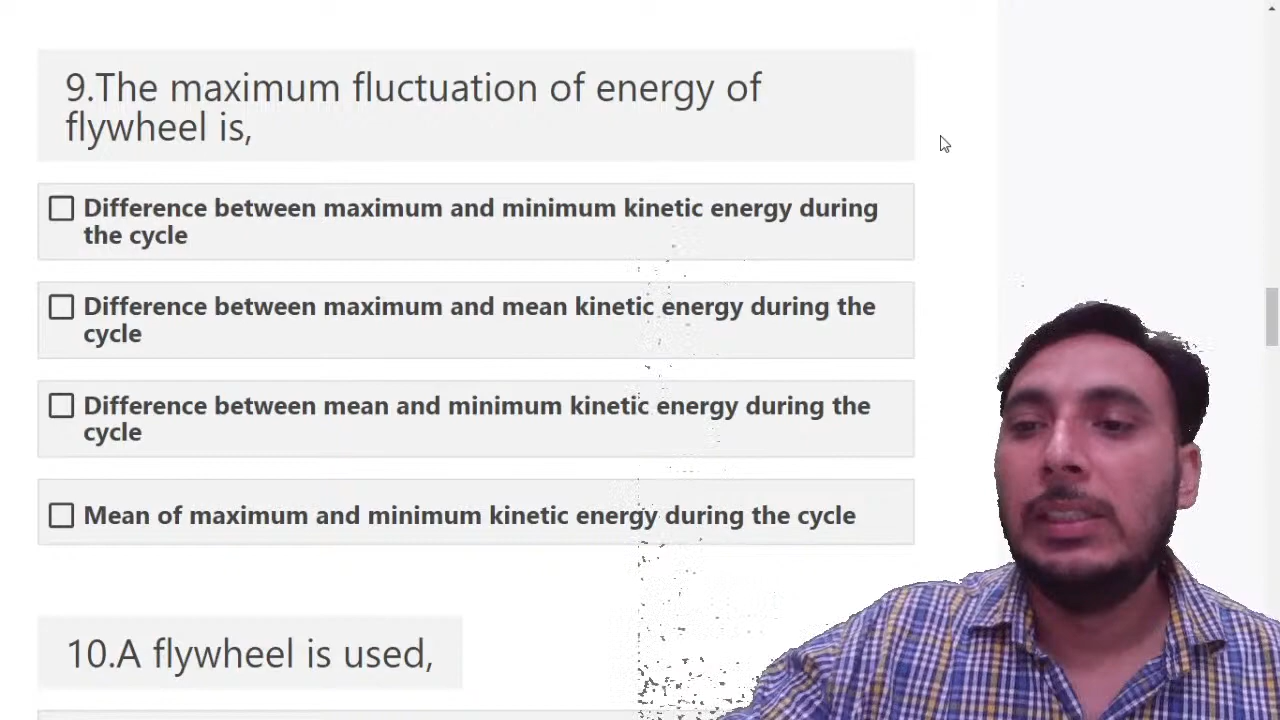 9.The maximum fluctuation of energy of
flywheel is,
Difference between maximum and minimum kinetic energy during
the cycle
Difference between maximum and mean kinetic energy during the
cycle
Difference between mean and minimum kinetic energy during the
cycle
Mean of maximum and minimum kinetic energy during the cycle
10.A flywheel is used,